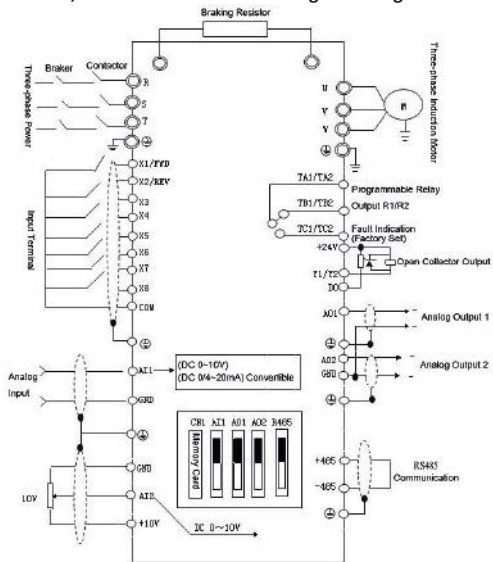 Braking Resistor
Three-phase Power
Braker
Contactor
R
S
T
X1/FWD
X2/REV
X3
X4
X5
X6
X7
X8
COM
Input Terminal
U
V
V
M
Three-phase Induction Motor
TA1/TA2
Programmable Relay
TB1/TB2
Output R1/R2
TC1/TC2
Fault Indication
(Factory Set)
+24V
Y1/Y2
Open Collector Output
DO
AO1
Analog Output 1
AO2
GND
Analog Output 2
Analog
Input
AI1
GND
(DC 0~10V)
(DC 0/4~20mA) Convertible
CN1 AI1 AO1 AO2 R485
Memory Card
GND
AI2
+10V
10V
DC 0~10V
+485
-485
RS485
Communication